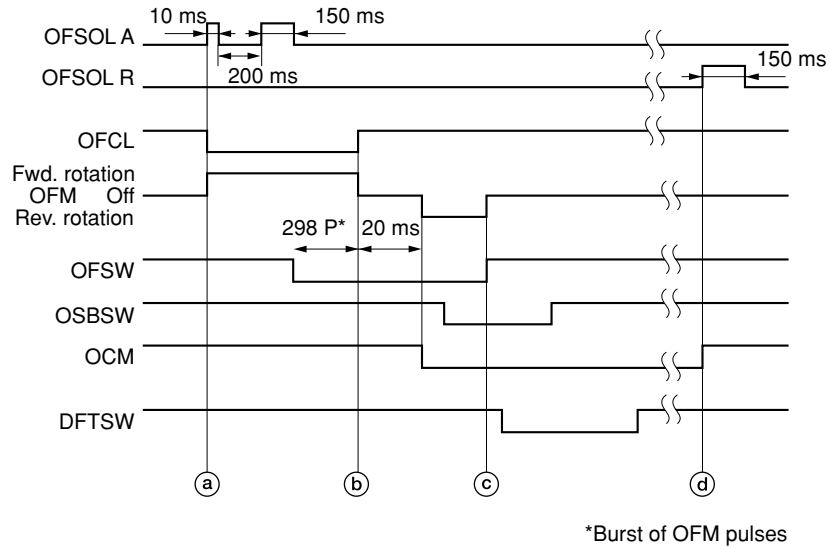 10 ms
150 ms
OFSOL A
200 ms
OFSOL R
150 ms
OFCL
Fwd. rotation
OFM Off
Rev. rotation
298 P*
20 ms
OFSW
OSBSW
OCM
DFTSW
a b c d
*Burst of OFM pulses